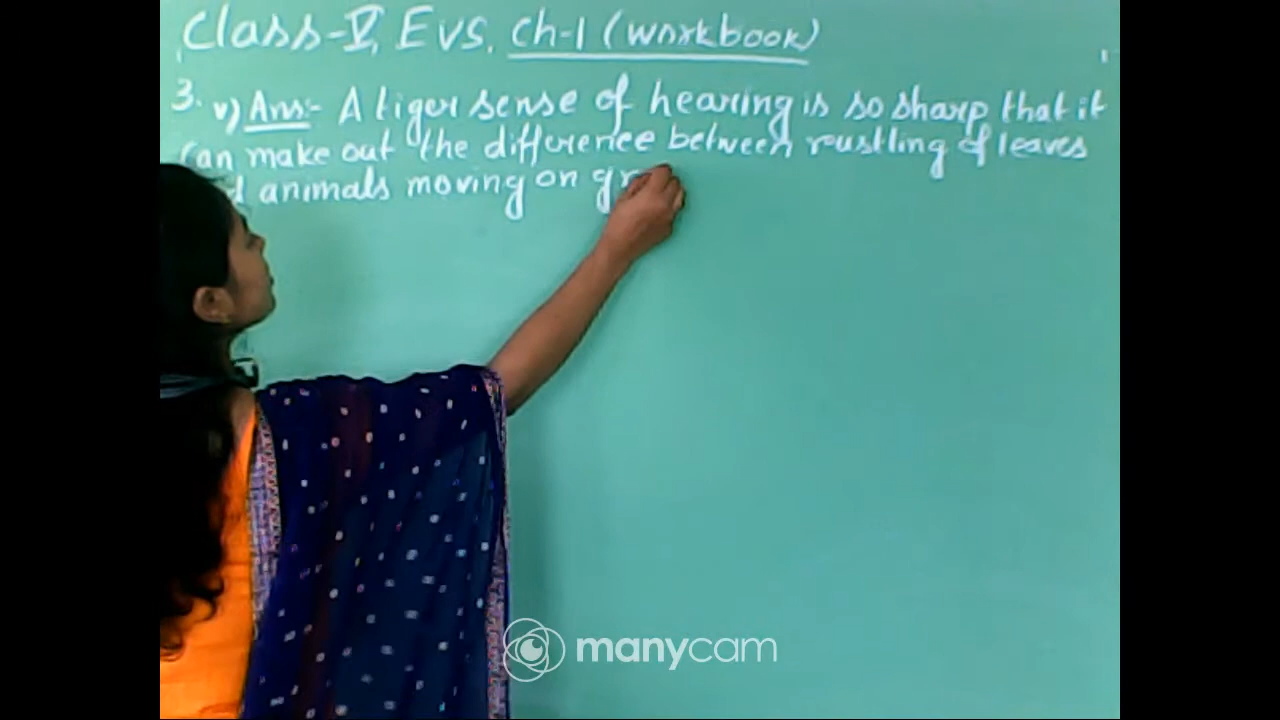 Class-V, EVS. Ch-1 (workbook)
3. v) Ans:- A tiger sense of hearing is so sharp that it
can make out the difference between rustling of leaves
animals moving on gr
manycam